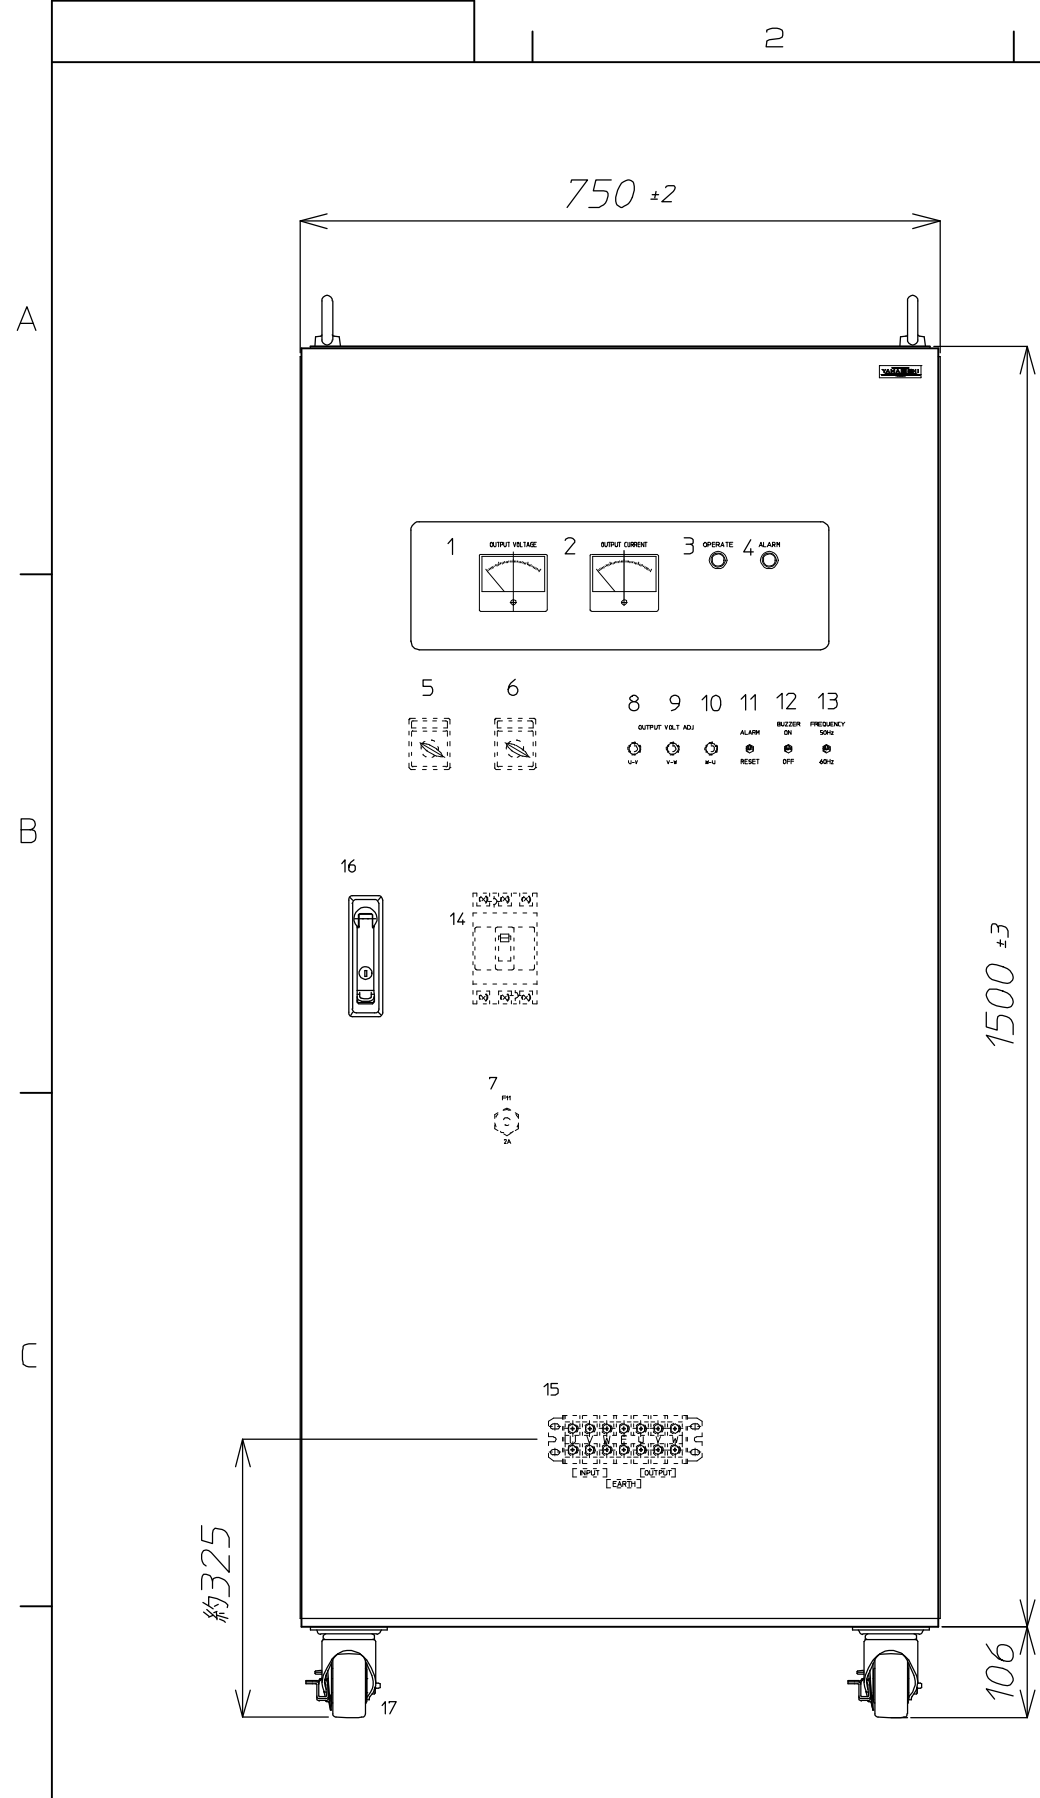 2
750 ±2
A
1 OUTPUT VOLTAGE 2 OUTPUT CURRENT 3 OPERATE 4 ALARM
5 6
8 9 10 11 12 13
OUTPUT VOLT ADJ
ALARM BUZZER ON FREQUENCY 50Hz
U-V V-W W-U RESET OFF 60Hz
B
16
14
1500 ±3
7
2A
C
15
U V W E U V W
INPUT OUTPUT
EARTH
約325
106
17